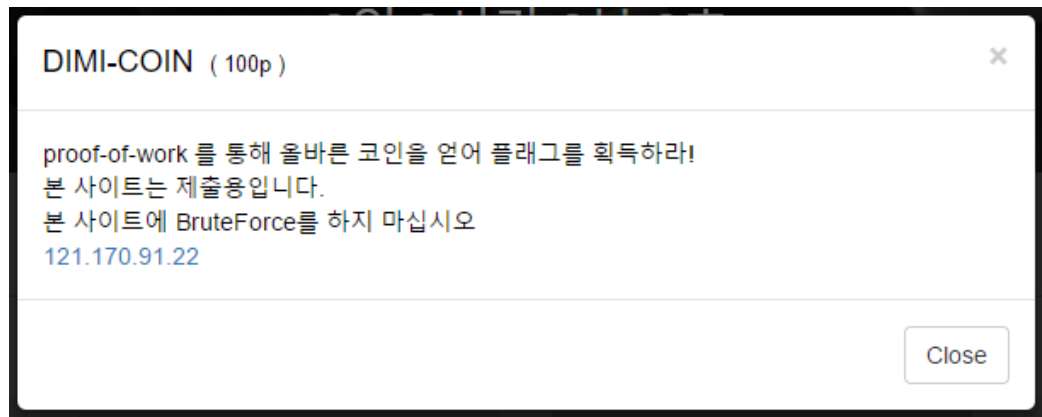 DIMI-COIN ( 100p )
×
proof-of-work 를 통해 올바른 코인을 얻어 플래그를 획득하라!
본 사이트는 제출용입니다.
본 사이트에 BruteForce를 하지 마십시오
121.170.91.22
Close